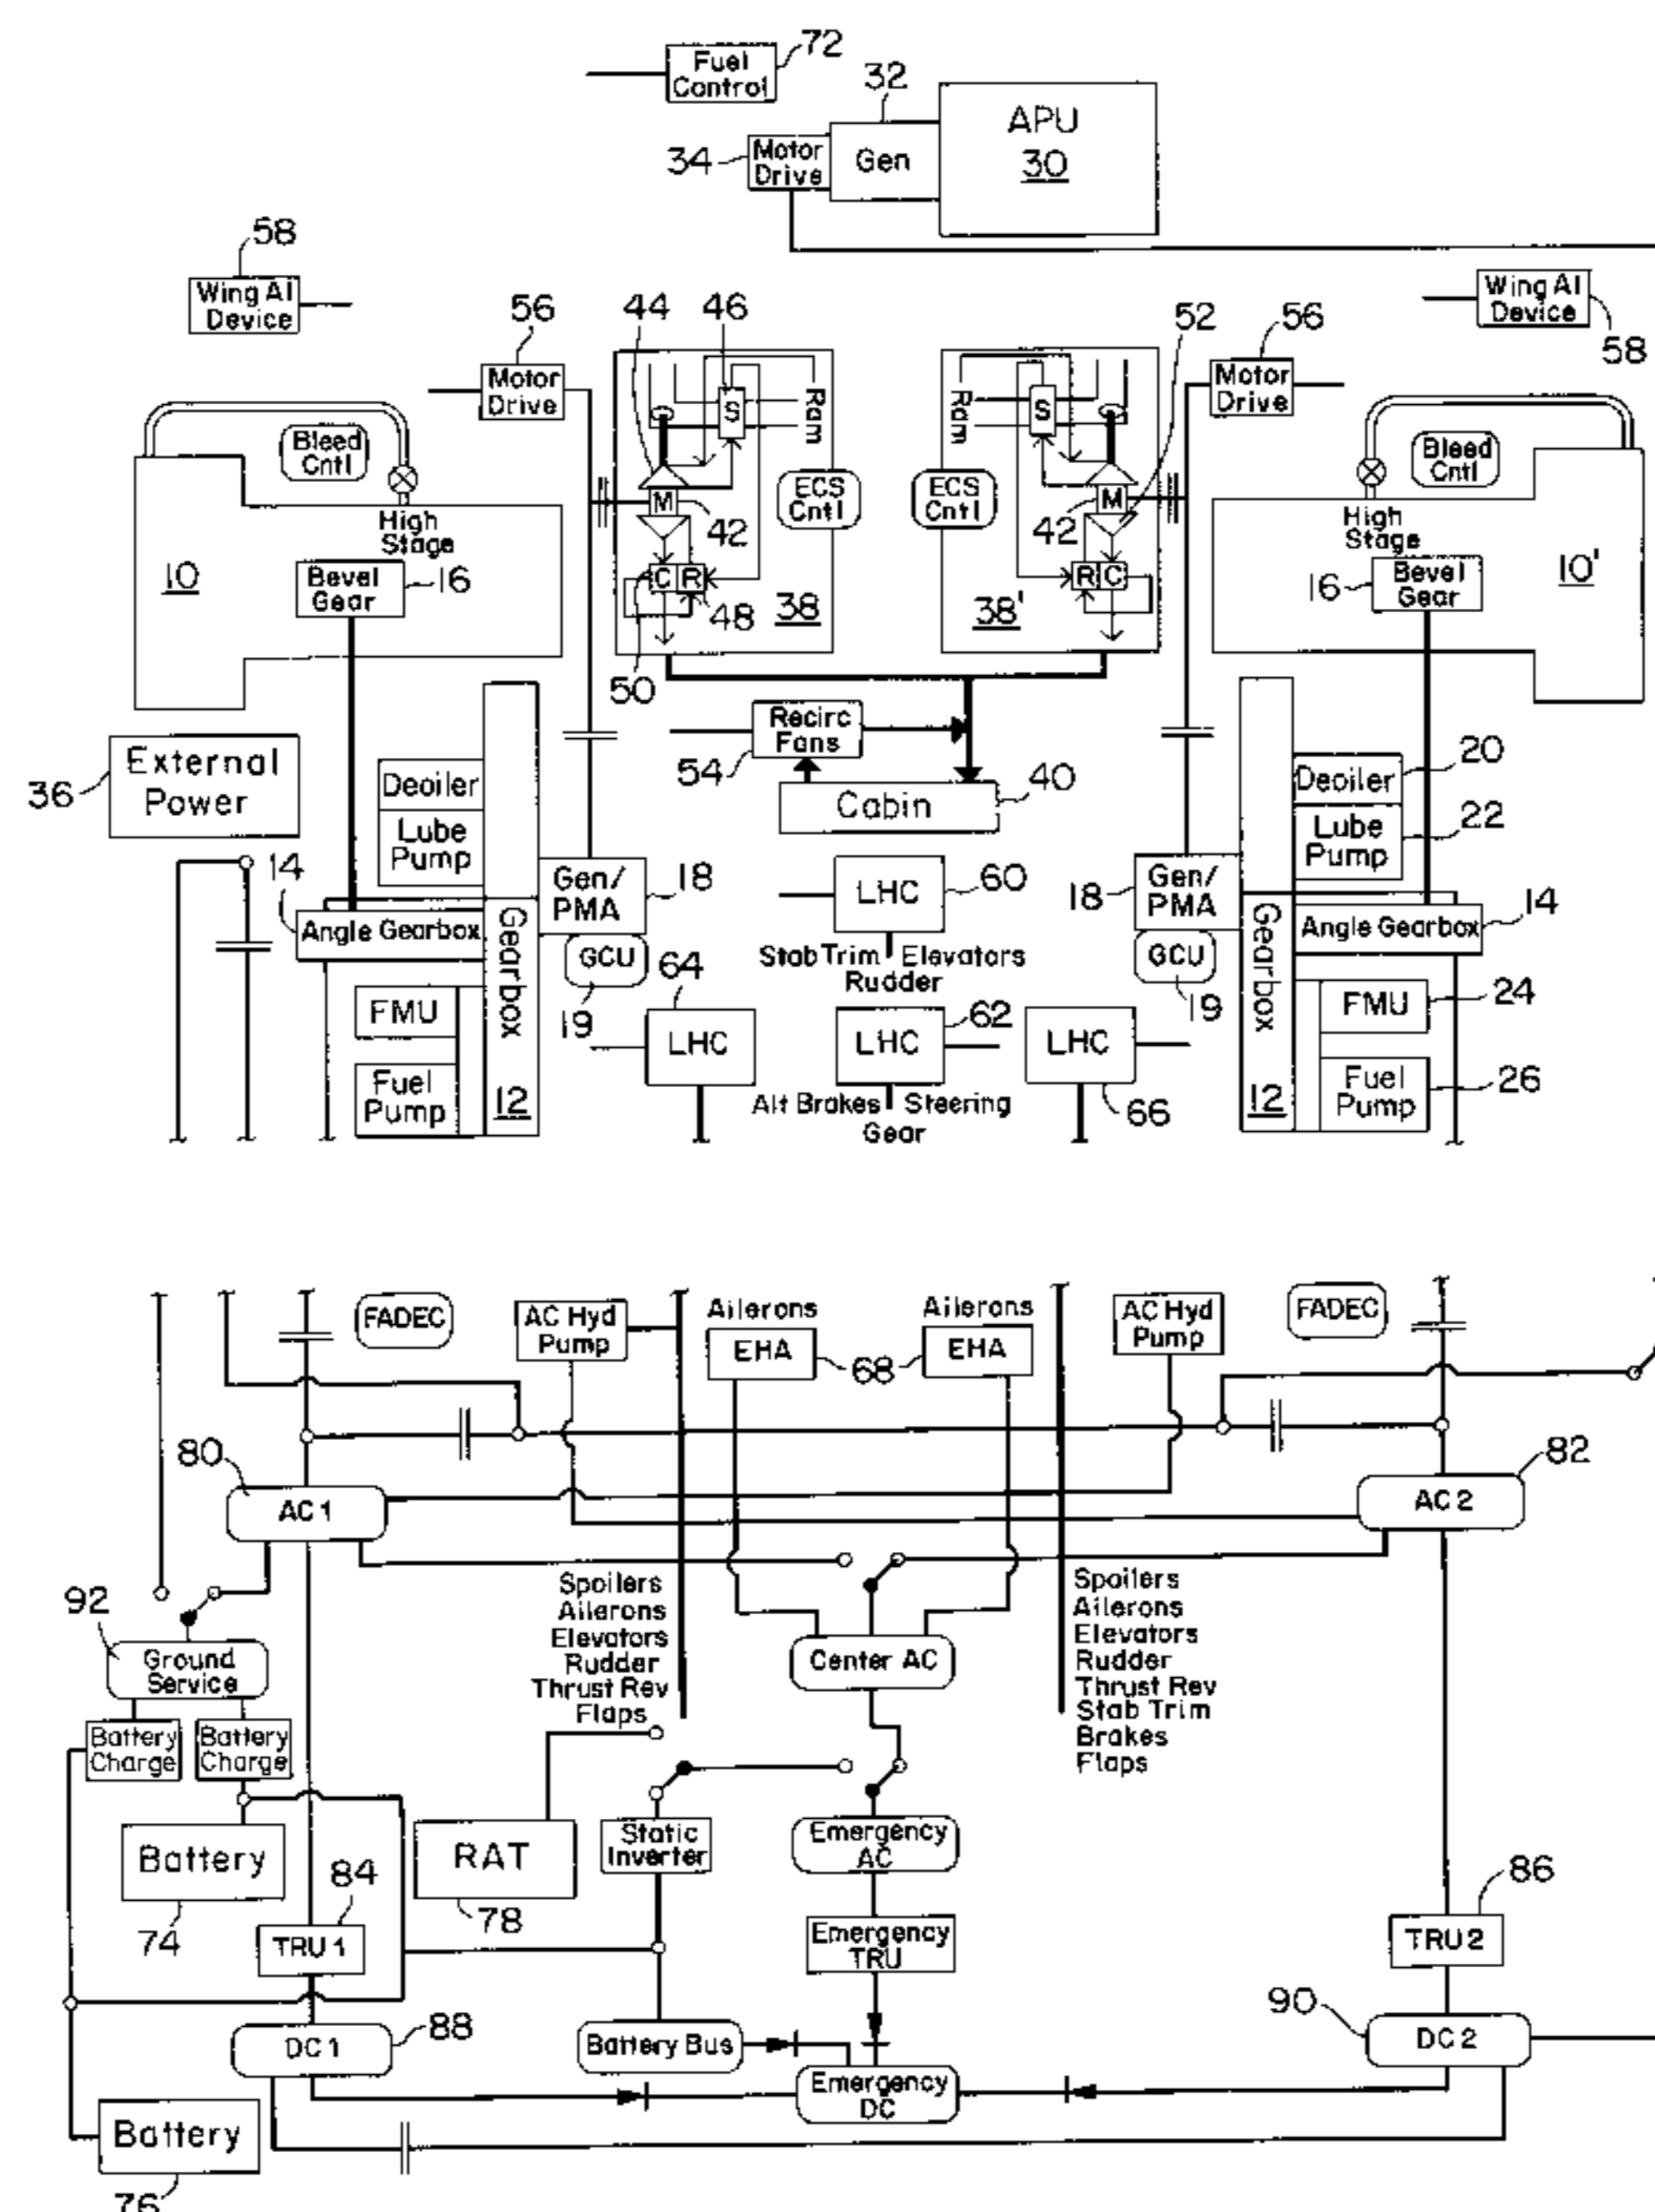 72
Fuel
Control
32
APU
30
34
Motor
Drive
Gen
58
Wing AI
Device
Wing AI
Device
58
56
44
46
52
56
Motor
Drive
Motor
Drive
S
Ram
Ram
S
Bleed
Cntl
Bleed
Cntl
ECS
Cntl
ECS
Cntl
M
42
M
42
High
Stage
High
Stage
10
Bevel
Gear
16
C
R
48
38
50
38'
R
C
16
Bevel
Gear
10'
External
Power
36
Recirc
Fans
54
Cabin
40
Deoiler
Lube
Pump
Deoiler
20
Lube
Pump
22
14
Angle Gearbox
Gearbox
12
Gen/
PMA
18
GCU
19
LHC
60
Stab Trim
Elevators
Rudder
18
Gen/
PMA
GCU
19
Gearbox
12
Angle Gearbox
14
FMU
Fuel
Pump
64
LHC
LHC
62
Alt Brakes
Steering
Gear
LHC
66
FMU
24
Fuel
Pump
26
FADEC
AC Hyd
Pump
Ailerons
EHA
68
Ailerons
EHA
AC Hyd
Pump
FADEC
80
AC 1
82
AC 2
92
Ground
Service
Spoilers
Ailerons
Elevators
Rudder
Thrust Rev
Flaps
Center AC
Spoilers
Ailerons
Elevators
Rudder
Thrust Rev
Stab Trim
Brakes
Flaps
Battery
Charge
Battery
Charge
Battery
74
84
TRU 1
RAT
78
Static
Inverter
Emergency
AC
Emergency
TRU
86
TRU 2
DC 1
88
Battery Bus
Emergency
DC
90
DC 2
Battery
76